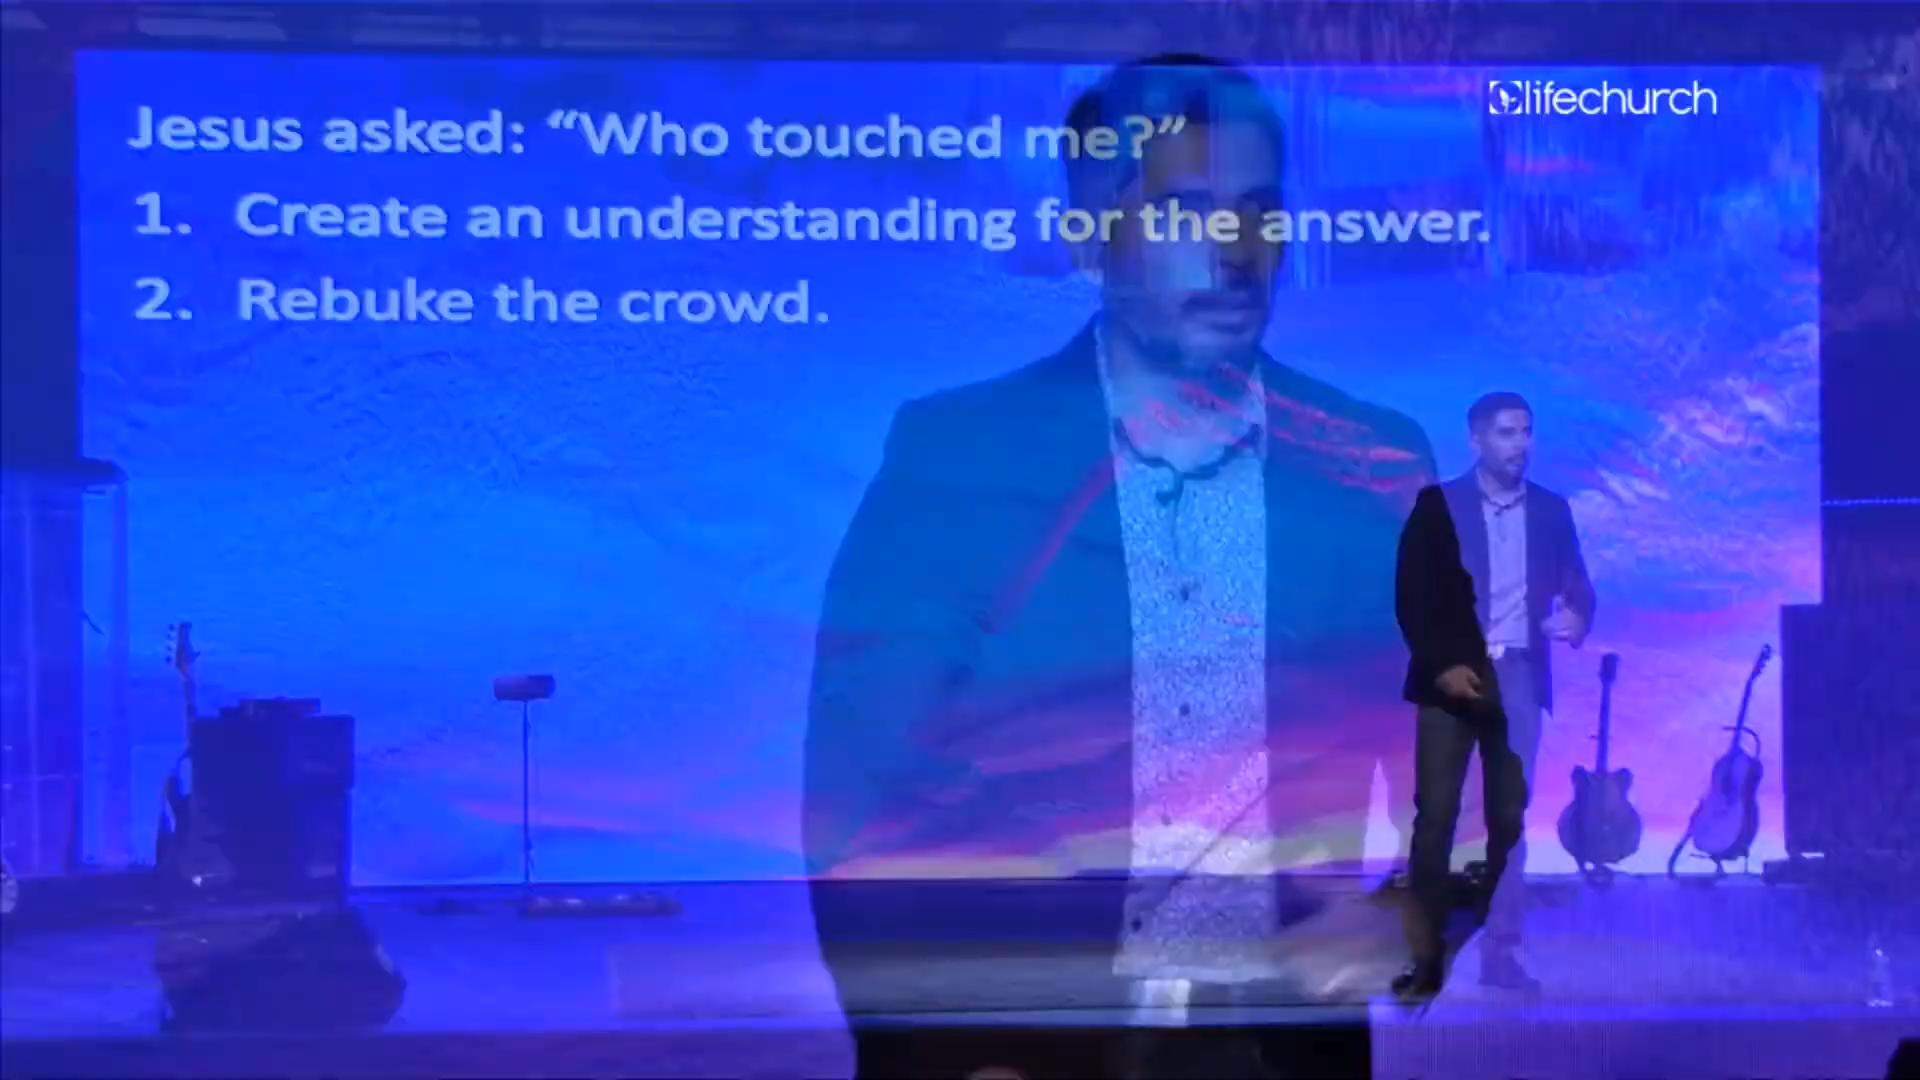 lifechurch
Jesus asked: “Who touched me?”
1. Create an understanding for the answer.
2. Rebuke the crowd.